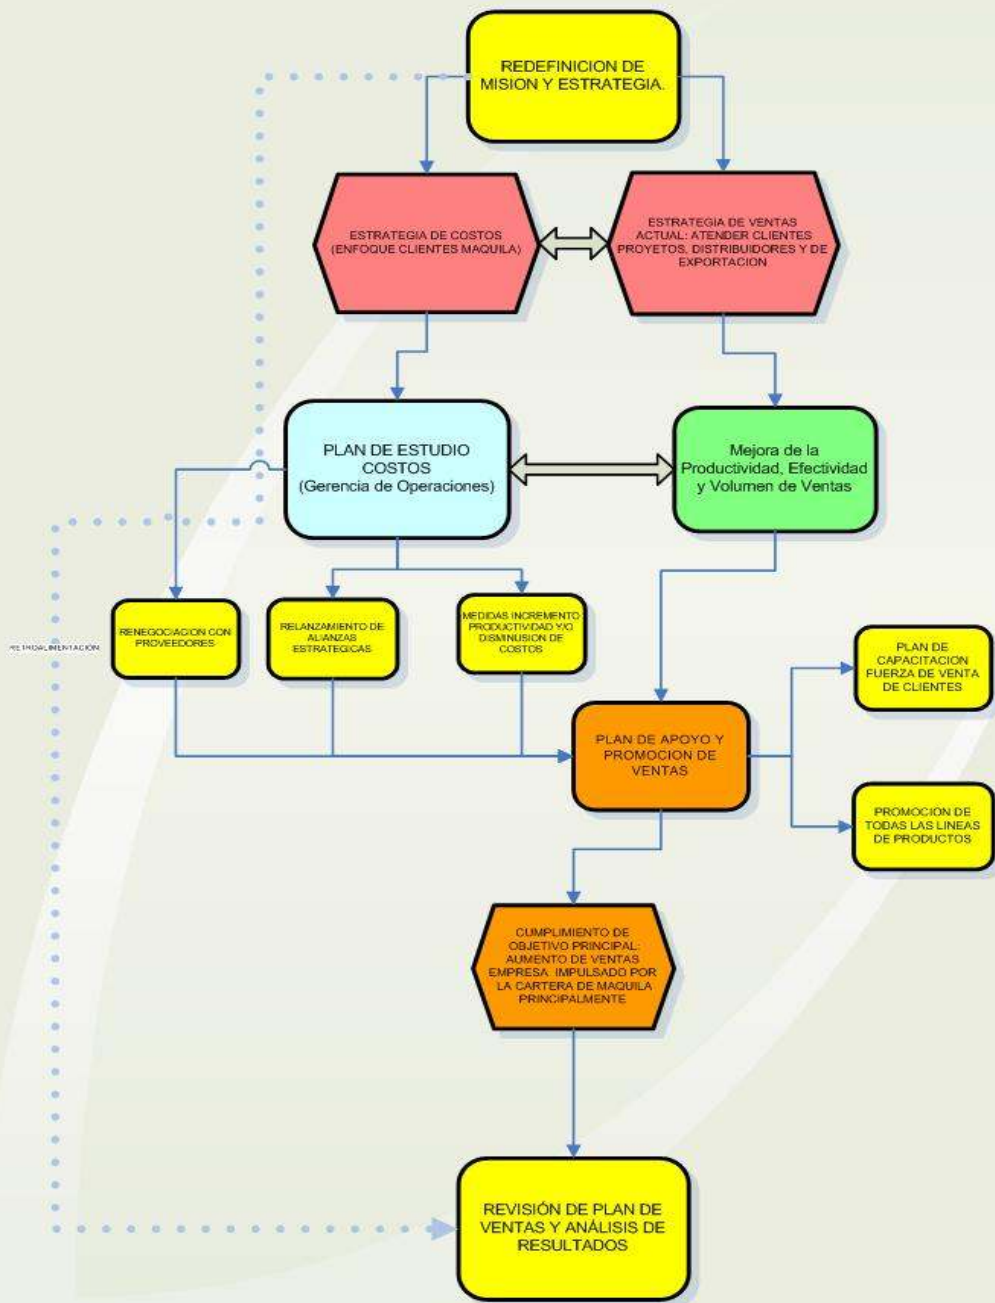 REDEFINICION DE
MISION Y ESTRATEGIA.
ESTRATEGIA DE COSTOS
(ENFOQUE CLIENTES MAQUILA)
ESTRATEGIA DE VENTAS
ACTUAL: ATENDER CLIENTES
PROYETOS, DISTRIBUIDORES Y DE
EXPORTACION
PLAN DE ESTUDIO
COSTOS
(Gerencia de Operaciones)
Mejora de la
Productividad, Efectividad
y Volumen de Ventas
RENEGOCIACION CON
PROVEEDORES
RELANZAMIENTO DE
ALIANZAS
ESTRATEGICAS
MEDIDAS INCREMENTO
PRODUCTIVIDAD Y/O
DISMINUSION DE
COSTOS
RETROALIMENTACIÓN
PLAN DE
CAPACITACION
FUERZA DE VENTA
DE CLIENTES
PLAN DE APOYO Y
PROMOCION DE
VENTAS
PROMOCION DE
TODAS LAS LINEAS
DE PRODUCTOS
CUMPLIMIENTO DE
OBJETIVO PRINCIPAL:
AUMENTO DE VENTAS
EMPRESA IMPULSADO POR
LA CARTERA DE MAQUILA
PRINCIPALMENTE
REVISIÓN DE PLAN DE
VENTAS Y ANÁLISIS DE
RESULTADOS